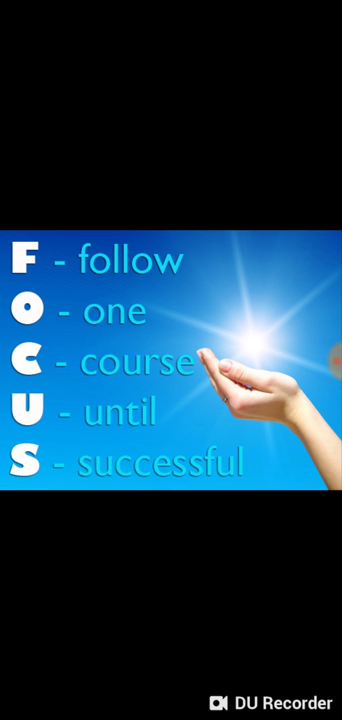 F - follow
O - one
C - course
U - until
S - successful
DU Recorder